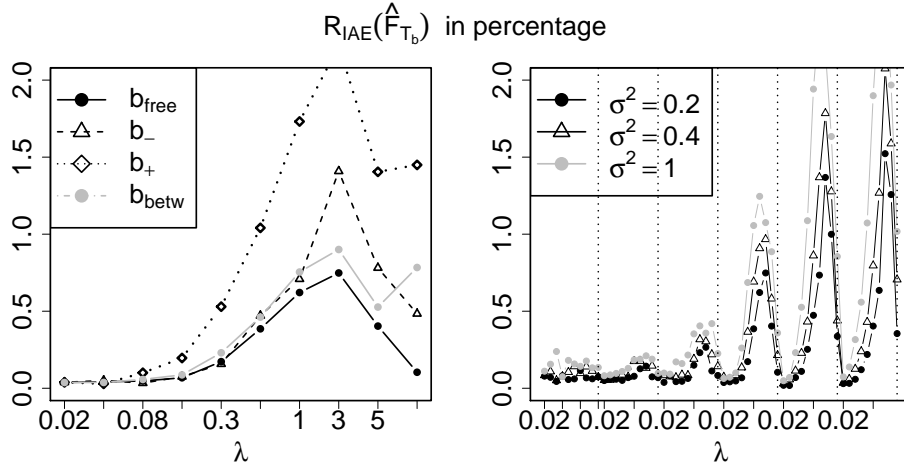 R_IAE(F̂_T_b) in percentage
0.0 0.5 1.0 1.5 2.0
b_free
b_−
b_+
b_betw
0.02 0.08 0.3 1 3 5
λ
0.0 0.5 1.0 1.5 2.0
σ² = 0.2
σ² = 0.4
σ² = 1
0.02 0.02 0.02 0.02 0.02 0.02
λ